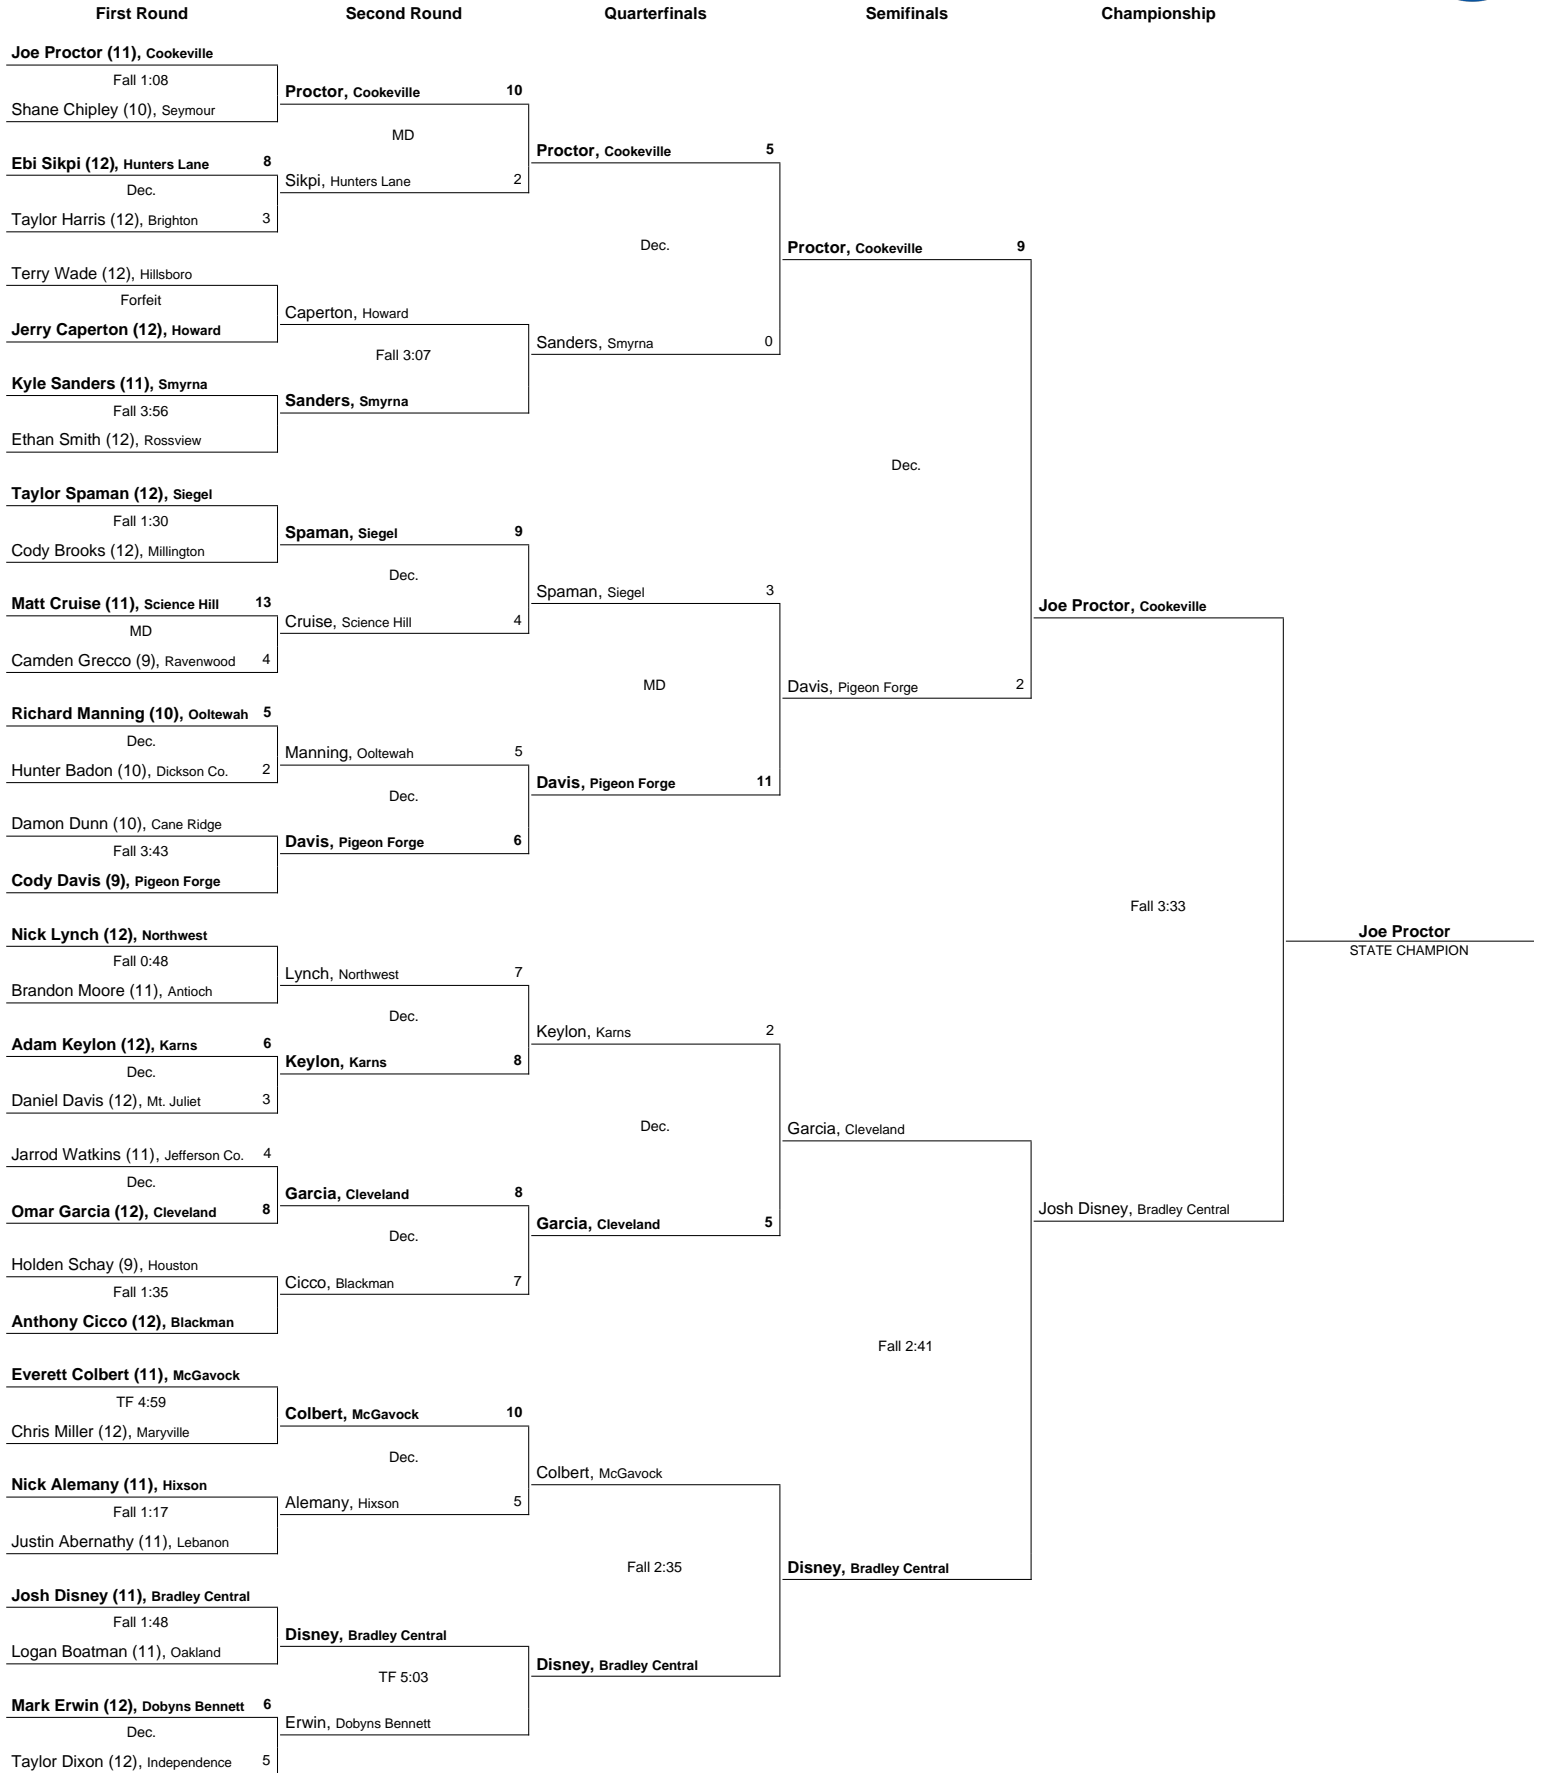 First Round Second Round Quarterfinals Semifinals Championship
Joe Proctor (11), Cookeville
Fall 1:08
Shane Chipley (10), Seymour
Ebi Sikpi (12), Hunters Lane 8
Dec.
Taylor Harris (12), Brighton 3
Terry Wade (12), Hillsboro
Forfeit
Jerry Caperton (12), Howard
Kyle Sanders (11), Smyrna
Fall 3:56
Ethan Smith (12), Rossview
Taylor Spaman (12), Siegel
Fall 1:30
Cody Brooks (12), Millington
Matt Cruise (11), Science Hill 13
MD
Camden Grecco (9), Ravenwood 4
Richard Manning (10), Ooltewah 5
Dec.
Hunter Badon (10), Dickson Co. 2
Damon Dunn (10), Cane Ridge
Fall 3:43
Cody Davis (9), Pigeon Forge
Nick Lynch (12), Northwest
Fall 0:48
Brandon Moore (11), Antioch
Adam Keylon (12), Karns 6
Dec.
Daniel Davis (12), Mt. Juliet 3
Jarrod Watkins (11), Jefferson Co. 4
Dec.
Omar Garcia (12), Cleveland 8
Holden Schay (9), Houston
Fall 1:35
Anthony Cicco (12), Blackman
Everett Colbert (11), McGavock
TF 4:59
Chris Miller (12), Maryville
Nick Alemany (11), Hixson
Fall 1:17
Justin Abernathy (11), Lebanon
Josh Disney (11), Bradley Central
Fall 1:48
Logan Boatman (11), Oakland
Mark Erwin (12), Dobyns Bennett 6
Dec.
Taylor Dixon (12), Independence 5
Proctor, Cookeville 10
MD
Sikpi, Hunters Lane 2
Caperton, Howard
Fall 3:07
Sanders, Smyrna
Spaman, Siegel 9
Dec.
Cruise, Science Hill 4
Manning, Ooltewah 5
Dec.
Davis, Pigeon Forge 6
Lynch, Northwest 7
Dec.
Keylon, Karns 8
Garcia, Cleveland 8
Dec.
Cicco, Blackman 7
Colbert, McGavock 10
Dec.
Alemany, Hixson 5
Disney, Bradley Central
TF 5:03
Erwin, Dobyns Bennett
Proctor, Cookeville 5
Dec.
Sanders, Smyrna 0
Spaman, Siegel 3
MD
Davis, Pigeon Forge 11
Keylon, Karns 2
Dec.
Garcia, Cleveland 5
Colbert, McGavock
Fall 2:35
Disney, Bradley Central
Proctor, Cookeville 9
Dec.
Davis, Pigeon Forge 2
Garcia, Cleveland
Fall 2:41
Disney, Bradley Central
Joe Proctor, Cookeville
Fall 3:33
Josh Disney, Bradley Central
Joe Proctor
STATE CHAMPION